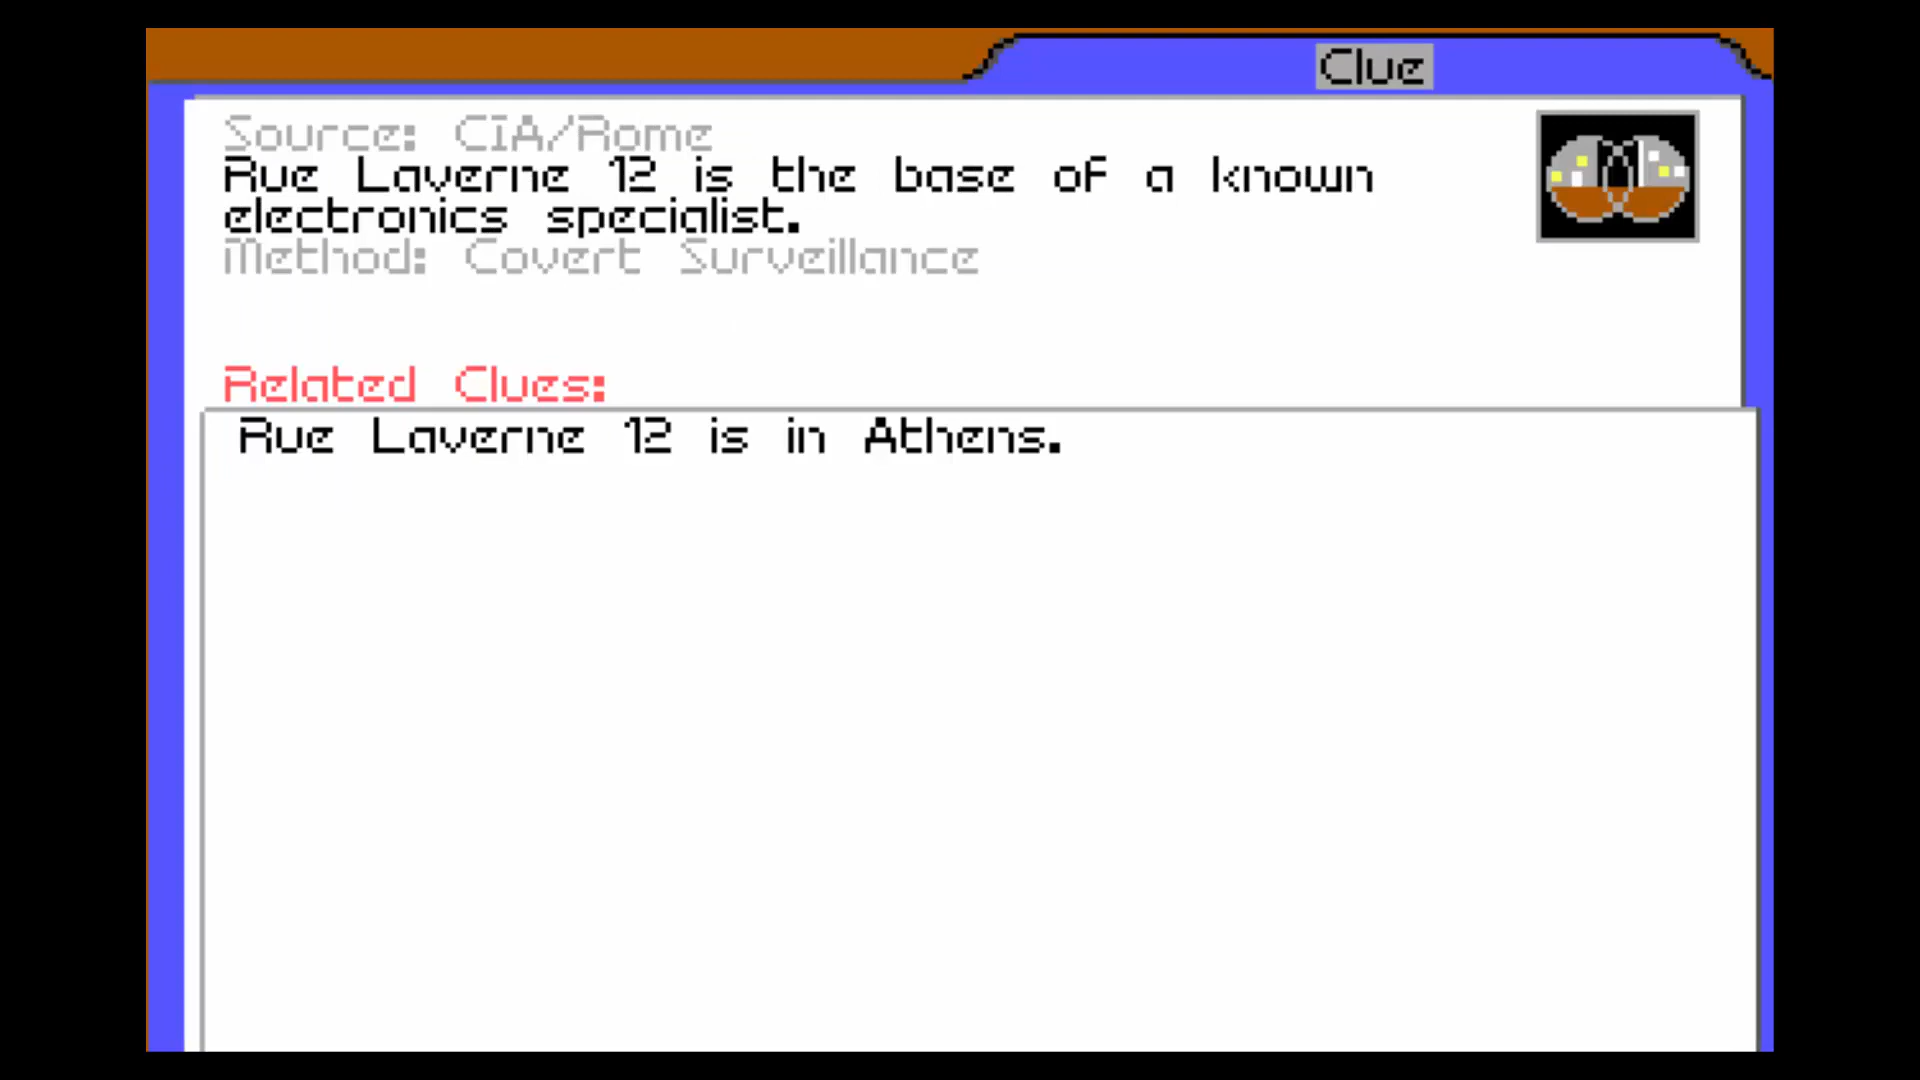 Clue
Source: CIA/Rome
Rue Laverne 12 is the base of a known
electronics specialist.
Method: Covert Surveillance
Related Clues:
Rue Laverne 12 is in Athens.